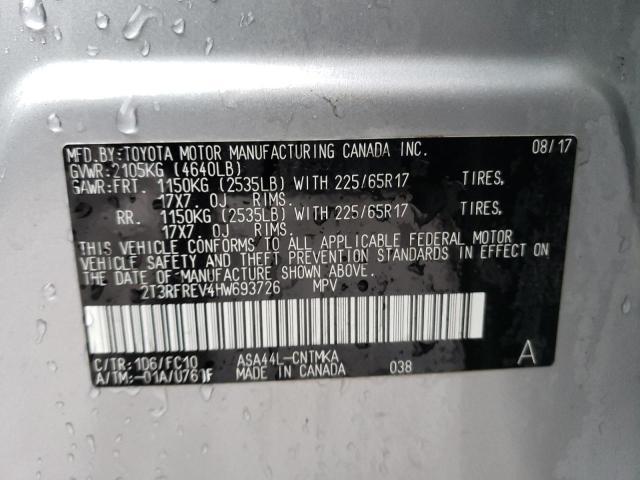 MFD.BY:TOYOTA MOTOR MANUFACTURING CANADA INC. 08/17
GVWR:2105KG (4640LB)
GAWR:FRT. 1150KG (2535LB) WITH 225/65R17 TIRES,
17X7. 0J RIMS.
RR. 1150KG (2535LB) WITH 225/65R17 TIRES,
17X7. 0J RIMS.
THIS VEHICLE CONFORMS TO ALL APPLICABLE FEDERAL MOTOR
VEHICLE SAFETY AND THEFT PREVENTION STANDARDS IN EFFECT ON
THE DATE OF MANUFACTURE SHOWN ABOVE.
2T3RFREV4HW693726 MPV
C/TR:1D6/FC10 ASA44L-CNTMKA A
A/TM:-01A/U761F MADE IN CANADA 038